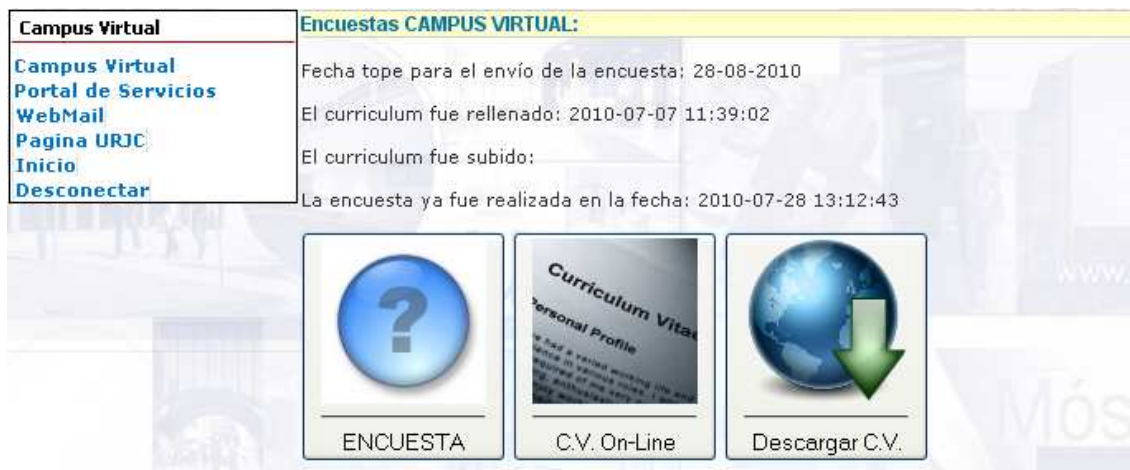 Campus Virtual
Campus Virtual
Portal de Servicios
WebMail
Pagina URJC
Inicio
Desconectar
Encuestas CAMPUS VIRTUAL:
Fecha tope para el envío de la encuesta: 28-08-2010
El curriculum fue rellenado: 2010-07-07 11:39:02
El curriculum fue subido:
La encuesta ya fue realizada en la fecha: 2010-07-28 13:12:43
?
Curriculum Vitae
Personal Profile
ENCUESTA
C.V. On-Line
Descargar C.V.
www.
Mós